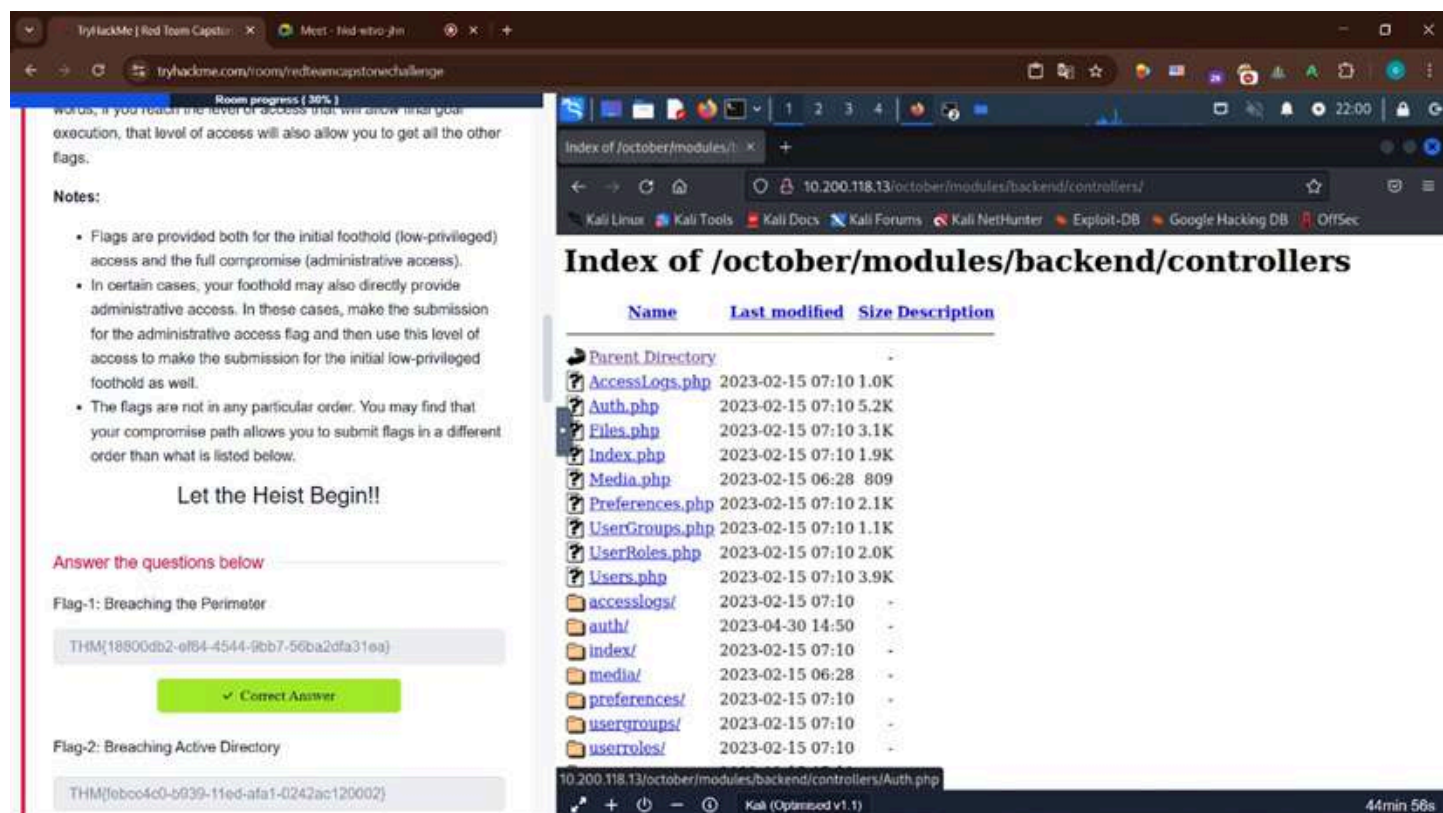 TryHackMe | Red Team Capsto
Meet -
tryhackme.com/room/redteamcapstonechallenge
Room progress ( 30% )
words, if you reach the level of access that will allow final goal
execution, that level of access will also allow you to get all the other
flags.
Notes:
• Flags are provided both for the initial foothold (low-privileged)
access and the full compromise (administrative access).
• In certain cases, your foothold may also directly provide
administrative access. In these cases, make the submission
for the administrative access flag and then use this level of
access to make the submission for the initial low-privileged
foothold as well.
• The flags are not in any particular order. You may find that
your compromise path allows you to submit flags in a different
order than what is listed below.
Let the Heist Begin!!
Answer the questions below
Flag-1: Breaching the Perimeter
THM{18800db2-ef84-4544-9bb7-56ba2dfa31ea}
✓ Correct Answer
Flag-2: Breaching Active Directory
1 2 3 4
22:00
Index of /october/modules/
10.200.118.13/october/modules/backend/controllers/
Kali Linux Kali Tools Kali Docs Kali Forums Kali NetHunter Exploit-DB Google Hacking DB OffSec
Index of /october/modules/backend/controllers
Name Last modified Size Description
Parent Directory -
AccessLogs.php 2023-02-15 07:10 1.0K
Auth.php 2023-02-15 07:10 5.2K
Files.php 2023-02-15 07:10 3.1K
Index.php 2023-02-15 07:10 1.9K
Media.php 2023-02-15 06:28 809
Preferences.php 2023-02-15 07:10 2.1K
UserGroups.php 2023-02-15 07:10 1.1K
UserRoles.php 2023-02-15 07:10 2.0K
Users.php 2023-02-15 07:10 3.9K
accesslogs/ 2023-02-15 07:10 -
auth/ 2023-04-30 14:50 -
index/ 2023-02-15 07:10 -
media/ 2023-02-15 06:28 -
preferences/ 2023-02-15 07:10 -
usergroups/ 2023-02-15 07:10 -
userroles/ 2023-02-15 07:10 -
10.200.118.13/october/modules/backend/controllers/Auth.php
Kali (Optimised v1.1)
44min 56s